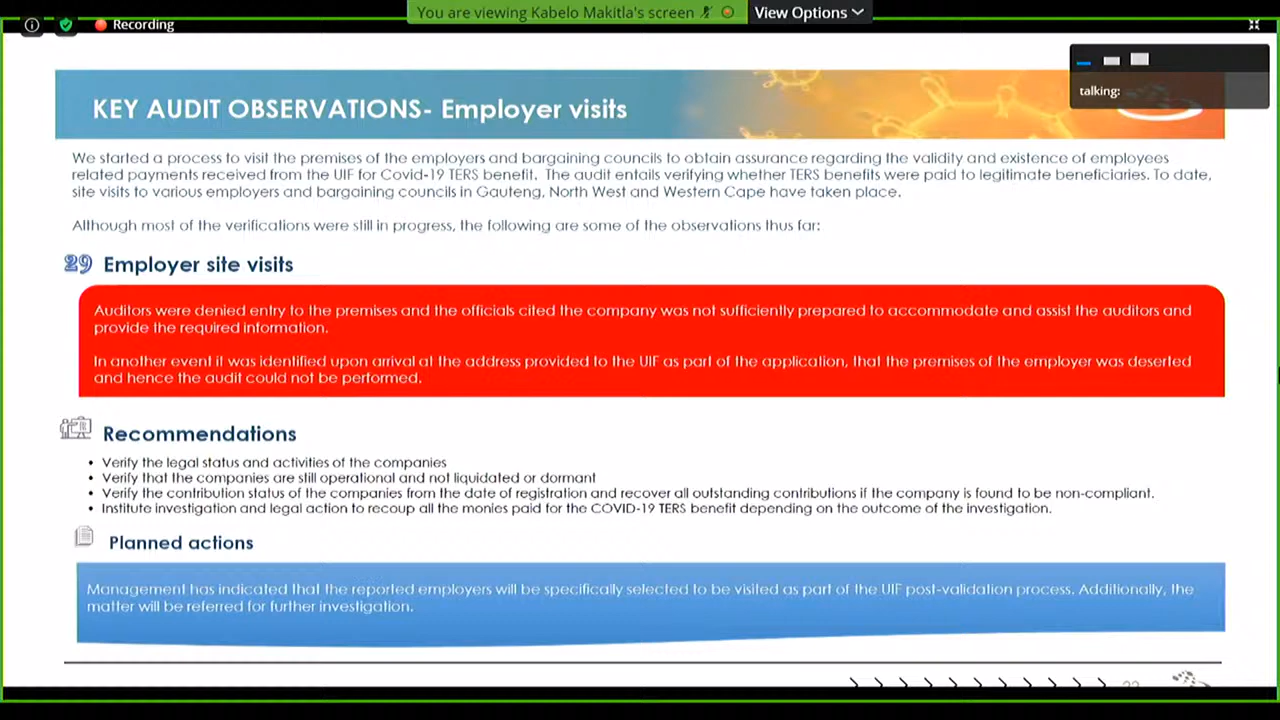 You are viewing Kabelo Makitla's screen
View Options
Recording
talking:
KEY AUDIT OBSERVATIONS- Employer visits
We started a process to visit the premises of the employers and bargaining councils to obtain assurance regarding the validity and existence of employees
related payments received from the UIF for Covid-19 TERS benefit. The audit entails verifying whether TERS benefits were paid to legitimate beneficiaries. To date,
site visits to various employers and bargaining councils in Gauteng, North West and Western Cape have taken place.
Although most of the verifications were still in progress, the following are some of the observations thus far:
29 Employer site visits
Auditors were denied entry to the premises and the officials cited the company was not sufficiently prepared to accommodate and assist the auditors and
provide the required information.
In another event it was identified upon arrival at the address provided to the UIF as part of the application, that the premises of the employer was deserted
and hence the audit could not be performed.
Recommendations
• Verify the legal status and activities of the companies
• Verify that the companies are still operational and not liquidated or dormant
• Verify the contribution status of the companies from the date of registration and recover all outstanding contributions if the company is found to be non-compliant.
• Institute investigation and legal action to recoup all the monies paid for the COVID-19 TERS benefit depending on the outcome of the investigation.
Planned actions
Management has indicated that the reported employers will be specifically selected to be visited as part of the UIF post-validation process. Additionally, the
matter will be referred for further investigation.